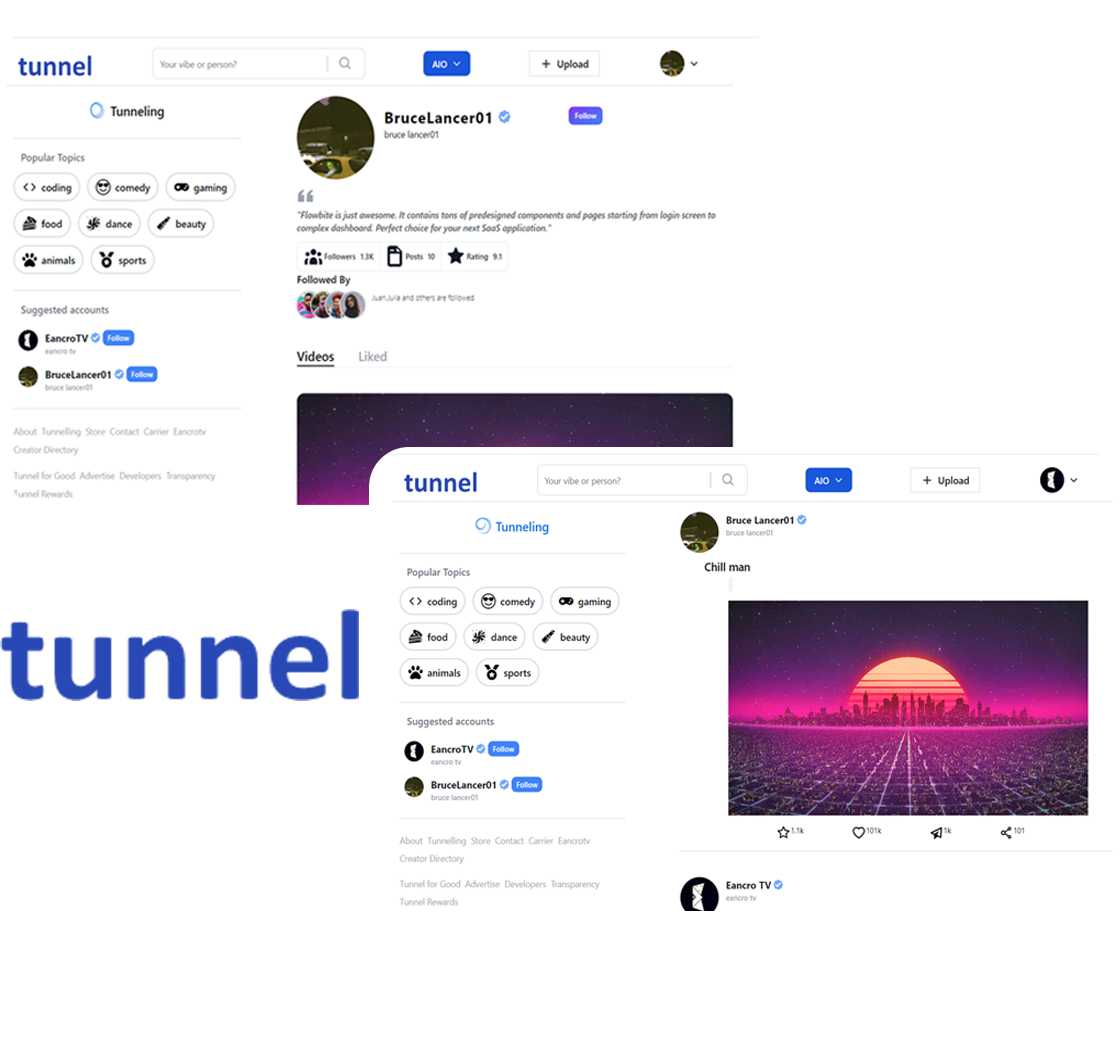 tunnel
Your vibe or person?
AIO
+ Upload
Tunneling
Popular Topics
<> coding
comedy
gaming
food
dance
beauty
animals
sports
Suggested accounts
EancroTV
Follow
eancro tv
BruceLancer01
Follow
bruce lancer01
About Tunnelling Store Contact Carrier Eancrotv
Creator Directory
Tunnel for Good Advertise Developers Transparency
Tunnel Rewards
BruceLancer01
Follow
bruce lancer01
"Flowbite is just awesome. It contains tons of predesigned components and pages starting from login screen to
complex dashboard. Perfect choice for your next SaaS application."
Followers 1.3K
Posts 10
Rating 9.1
Followed By
Juan,Julia and others are followed
Videos Liked
tunnel
tunnel
Your vibe or person?
AIO
+ Upload
Tunneling
Popular Topics
<> coding
comedy
gaming
food
dance
beauty
animals
sports
Suggested accounts
EancroTV
Follow
eancro tv
BruceLancer01
Follow
bruce lancer01
About Tunnelling Store Contact Carrier Eancrotv
Creator Directory
Tunnel for Good Advertise Developers Transparency
Tunnel Rewards
Bruce Lancer01
bruce lancer01
Chill man
1.1k
101k
1k
101
Eancro TV
eancro tv